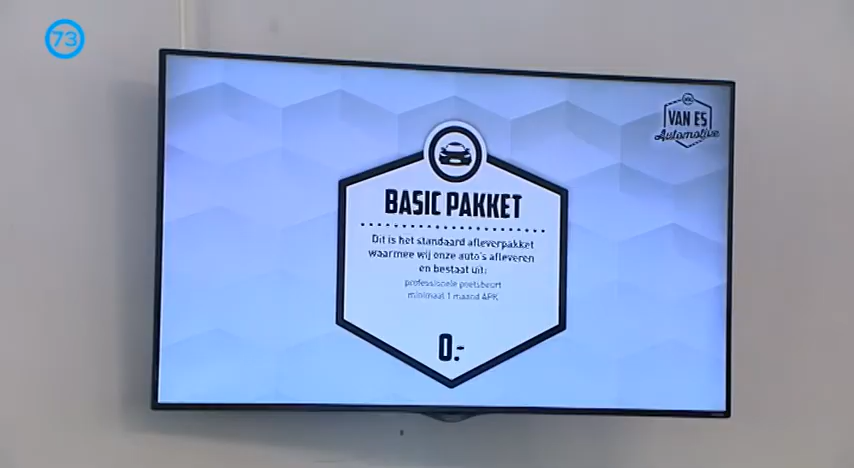 73
VAN ES
Automotive
BASIC PAKKET
Dit is het standaard afleverpakket
waarmee wij onze auto's afleveren
en bestaat uit:
professionele poetsbeurt
minimaal 1 maand APK
0.-